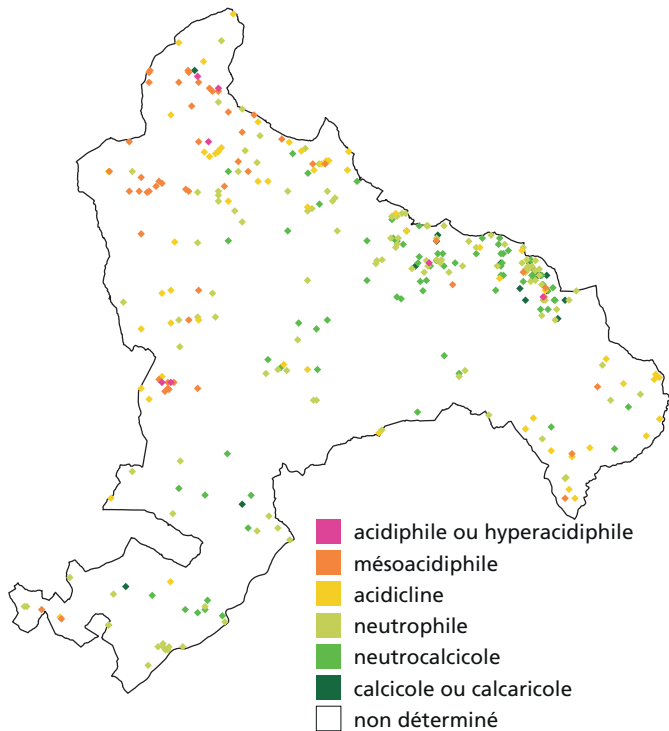 acidiphile ou hyperacidiphile
mésoacidiphile
acidicline
neutrophile
neutrocalcicole
calcicole ou calcaricole
non déterminé